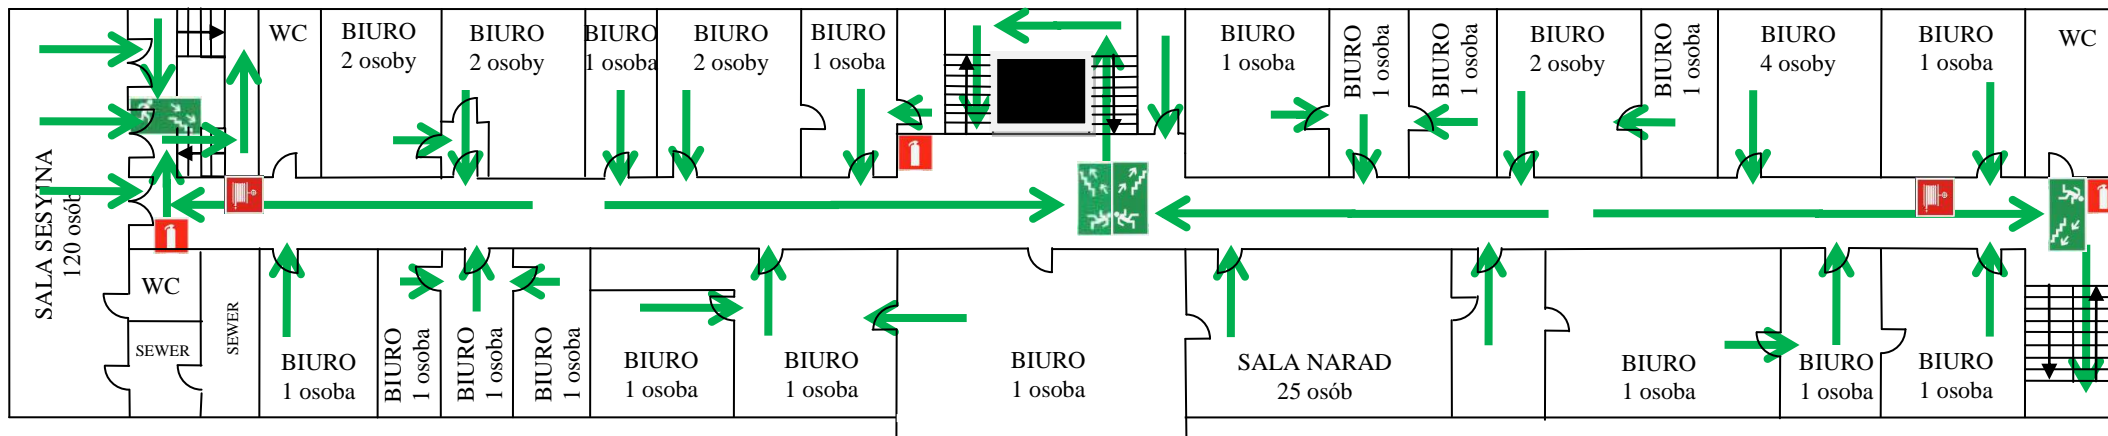 WC
BIURO
2 osoby
BIURO
2 osoby
BIURO
1 osoba
BIURO
2 osoby
BIURO
1 osoba
BIURO
1 osoba
BIURO
1 osoba
BIURO
1 osoba
BIURO
2 osoby
BIURO
1 osoba
BIURO
4 osoby
BIURO
1 osoba
WC
SALA SESYJNA
120 osób
WC
SEWER
SEWER
BIURO
1 osoba
BIURO
1 osoba
BIURO
1 osoba
BIURO
1 osoba
BIURO
1 osoba
BIURO
1 osoba
BIURO
1 osoba
SALA NARAD
25 osób
BIURO
1 osoba
BIURO
1 osoba
BIURO
1 osoba